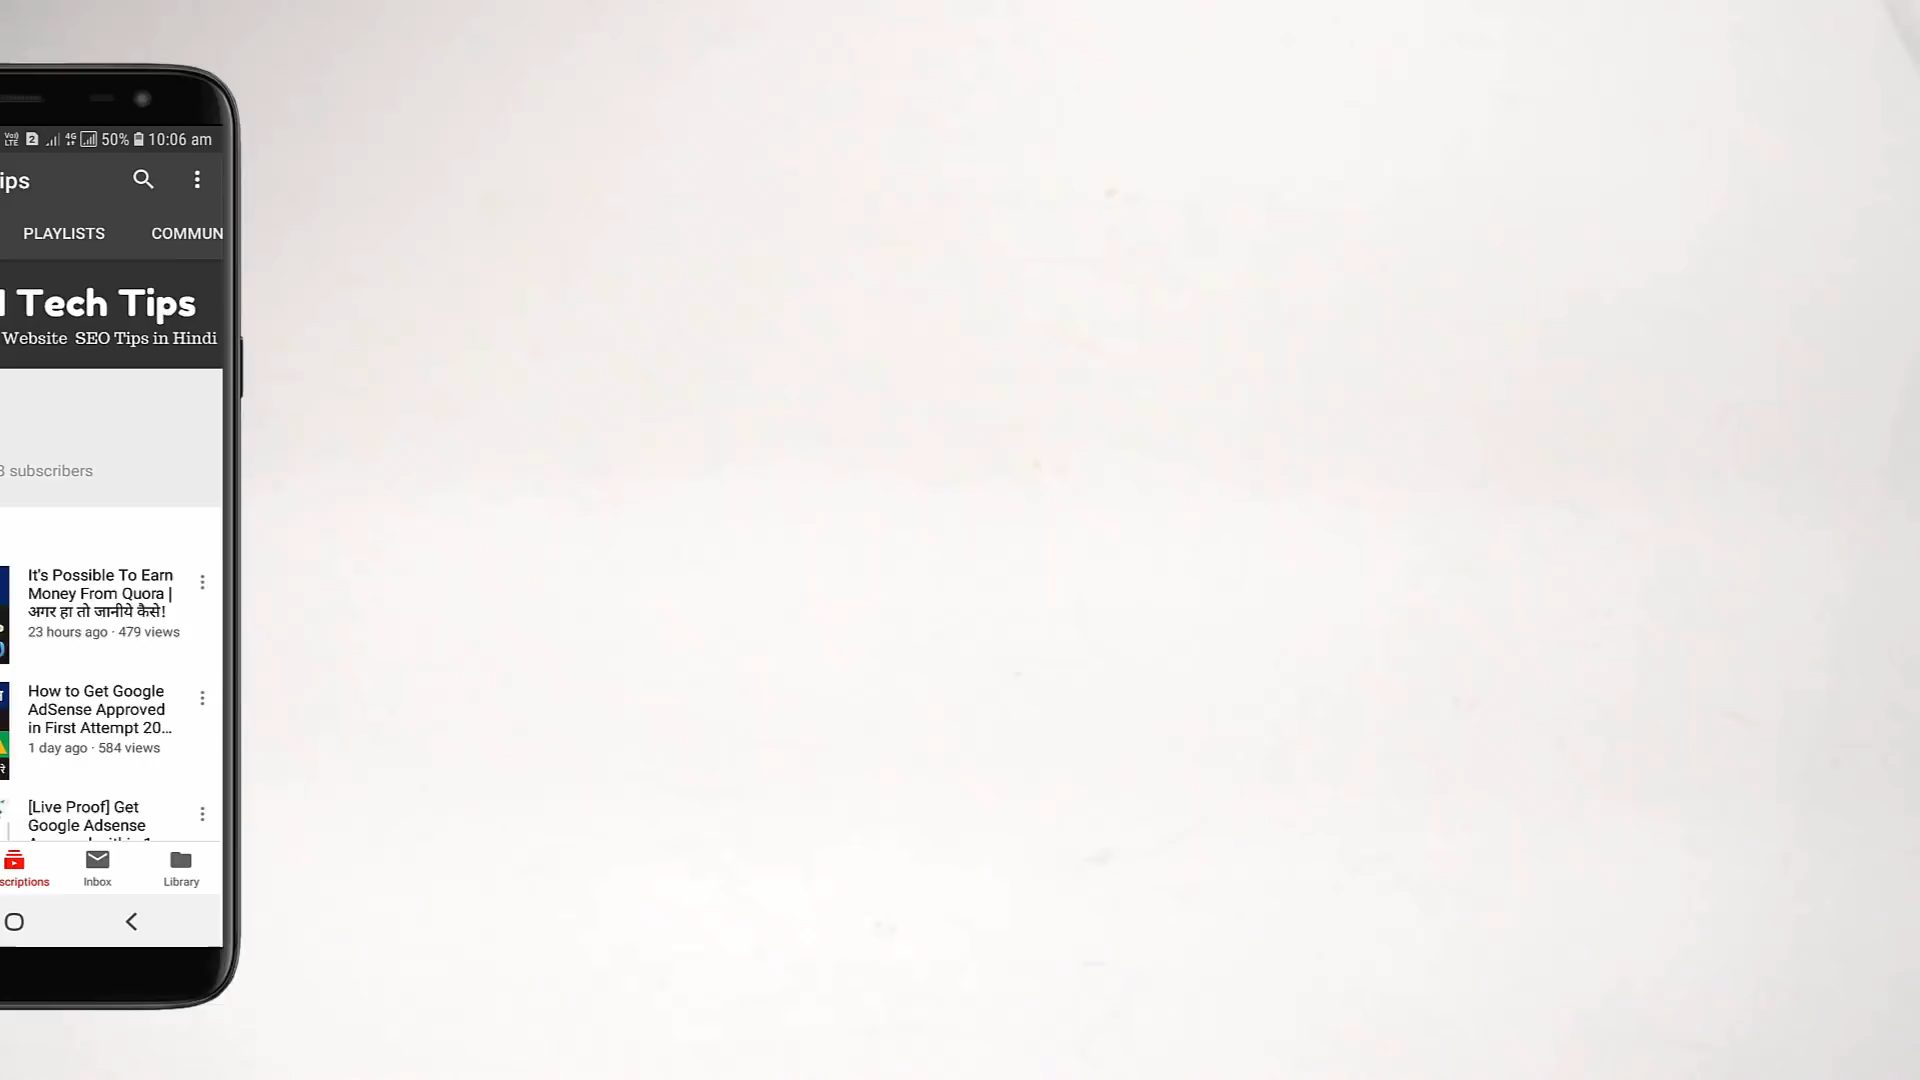 50% 10:06 am
ips
PLAYLISTS COMMUN
Tech Tips
Website SEO Tips in Hindi
subscribers
It's Possible To Earn
Money From Quora |
अगर हा तो जानीये कैसे!
23 hours ago · 479 views
How to Get Google
AdSense Approved
in First Attempt 20...
1 day ago · 584 views
[Live Proof] Get
Google Adsense
scriptions Inbox Library